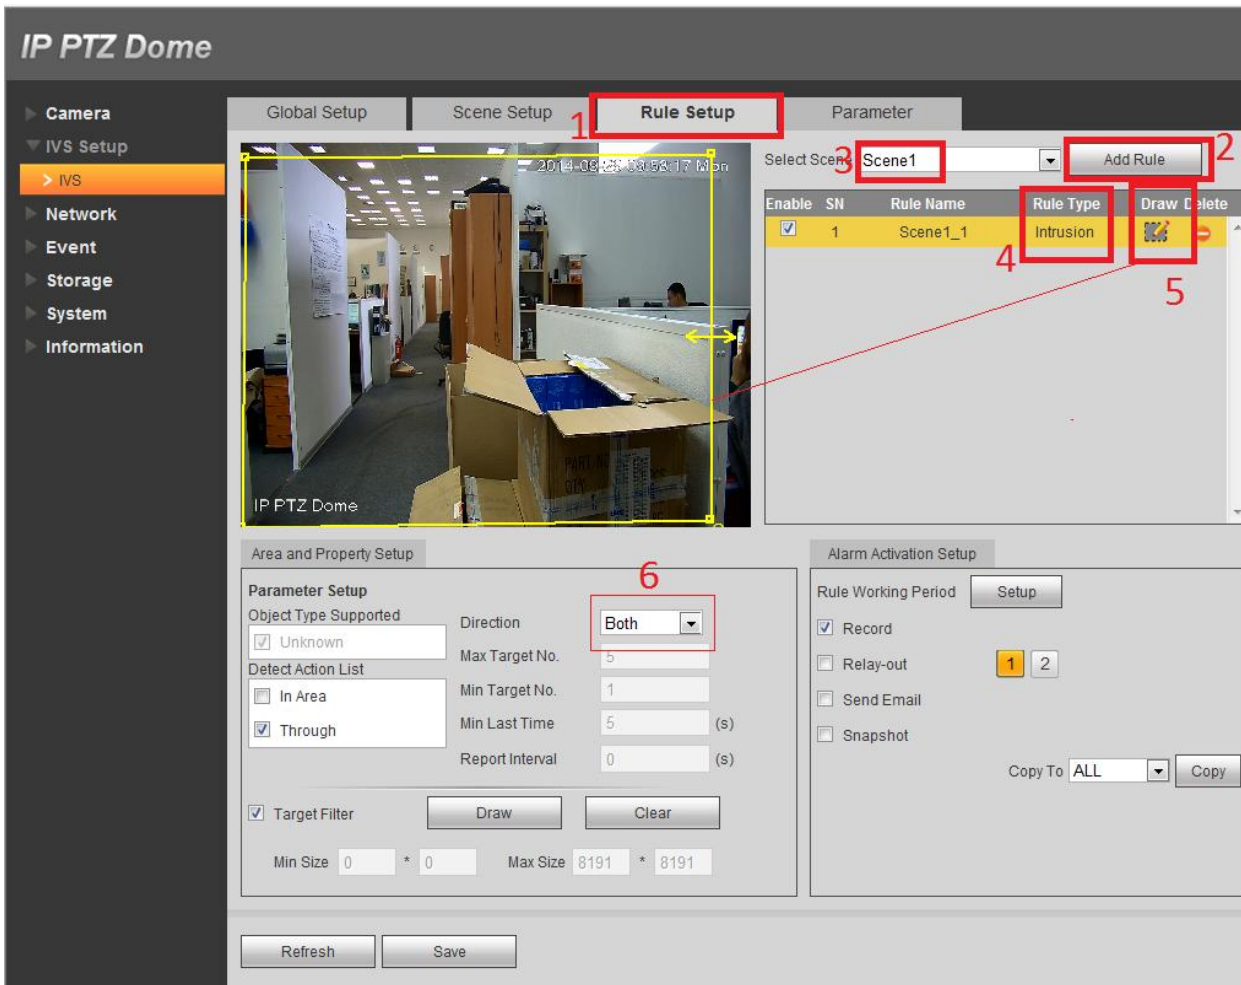 IP PTZ Dome
Camera
IVS Setup
> IVS
Network
Event
Storage
System
Information
Global Setup
Scene Setup
1
Rule Setup
Parameter
Select Scene
3
Scene1
Add Rule
2
Enable SN Rule Name Rule Type Draw Delete
1 Scene1_1 Intrusion
4
5
IP PTZ Dome
Area and Property Setup
Parameter Setup
Object Type Supported
Unknown
Detect Action List
In Area
Through
6
Direction Both
Max Target No. 5
Min Target No. 1
Min Last Time 5 (s)
Report Interval 0 (s)
Target Filter Draw Clear
Min Size 0 * 0 Max Size 8191 * 8191
Alarm Activation Setup
Rule Working Period Setup
Record
Relay-out 1 2
Send Email
Snapshot
Copy To ALL Copy
Refresh Save